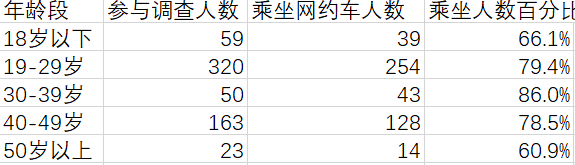 年龄段 参与调查人数 乘坐网约车人数 乘坐人数百分比
18岁以下 59 39 66.1%
19-29岁 320 254 79.4%
30-39岁 50 43 86.0%
40-49岁 163 128 78.5%
50岁以上 23 14 60.9%